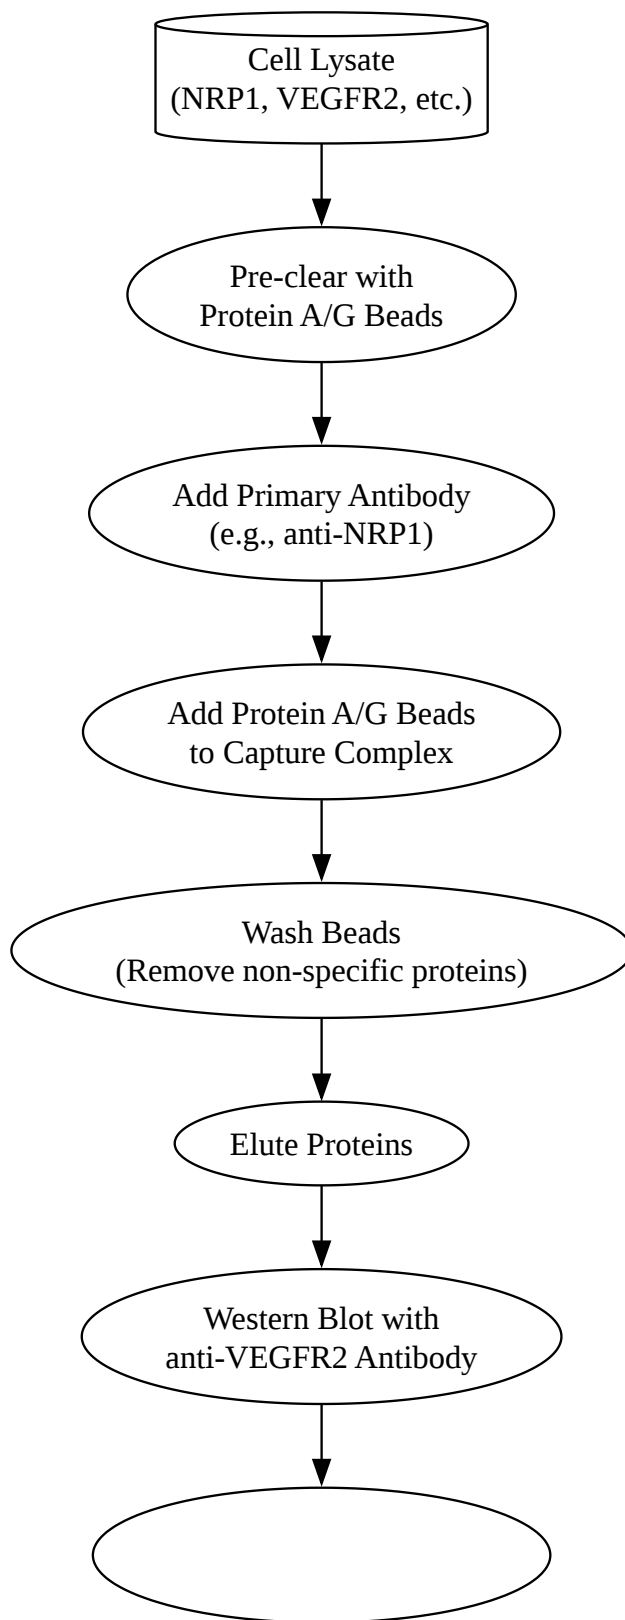 Cell Lysate
(NRP1, VEGFR2, etc.)
Pre-clear with
Protein A/G Beads
Add Primary Antibody
(e.g., anti-NRP1)
Add Protein A/G Beads
to Capture Complex
Wash Beads
(Remove non-specific proteins)
Elute Proteins
Western Blot with
anti-VEGFR2 Antibody